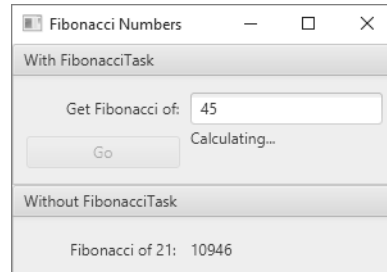 Fibonacci Numbers
With FibonacciTask
Get Fibonacci of: 45
Go Calculating...
Without FibonacciTask
Fibonacci of 21: 10946